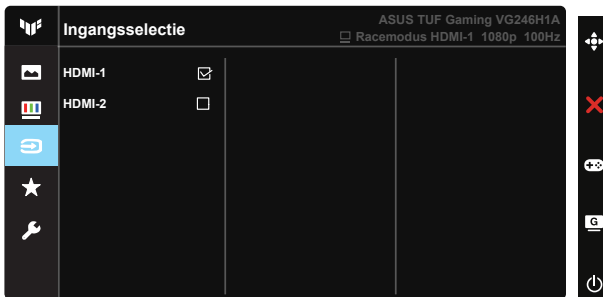 Ingangsselectie
ASUS TUF Gaming VG246H1A
Racemodus HDMI-1 1080p 100Hz
HDMI-1
HDMI-2
G